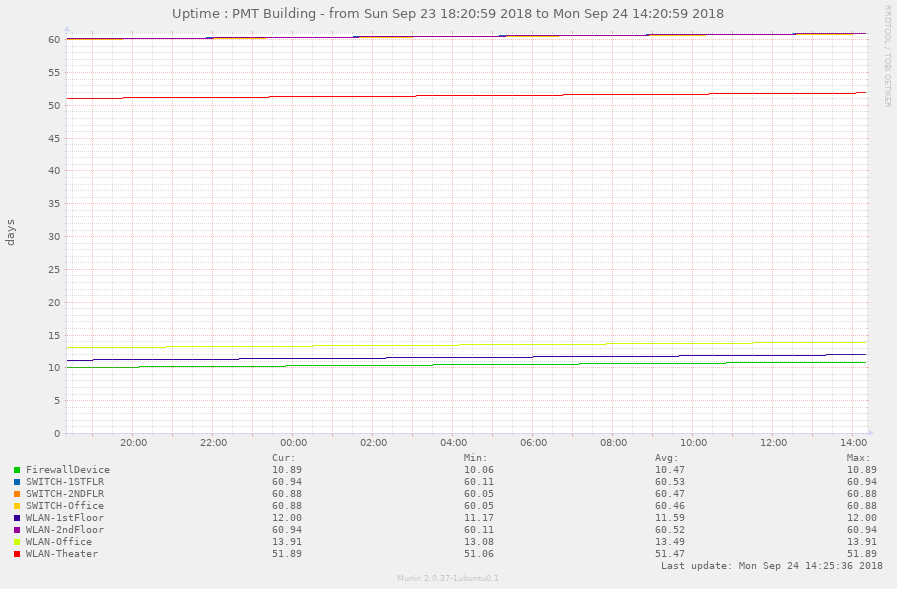 Uptime : PMT Building - from Sun Sep 23 18:20:59 2018 to Mon Sep 24 14:20:59 2018
RRDTOOL / TOBI OETIKER
days
60
55
50
45
40
35
30
25
20
15
10
5
0
20:00 22:00 00:00 02:00 04:00 06:00 08:00 10:00 12:00 14:00
Cur: Min: Avg: Max:
FirewallDevice 10.89 10.06 10.47 10.89
SWITCH-1STFLR 60.94 60.11 60.53 60.94
SWITCH-2NDFLR 60.88 60.05 60.47 60.88
SWITCH-Office 60.88 60.05 60.46 60.88
WLAN-1stFloor 12.00 11.17 11.59 12.00
WLAN-2ndFloor 60.94 60.11 60.52 60.94
WLAN-Office 13.91 13.08 13.49 13.91
WLAN-Theater 51.89 51.06 51.47 51.89
Last update: Mon Sep 24 14:25:36 2018
Munin 2.0.37-1ubuntu0.1